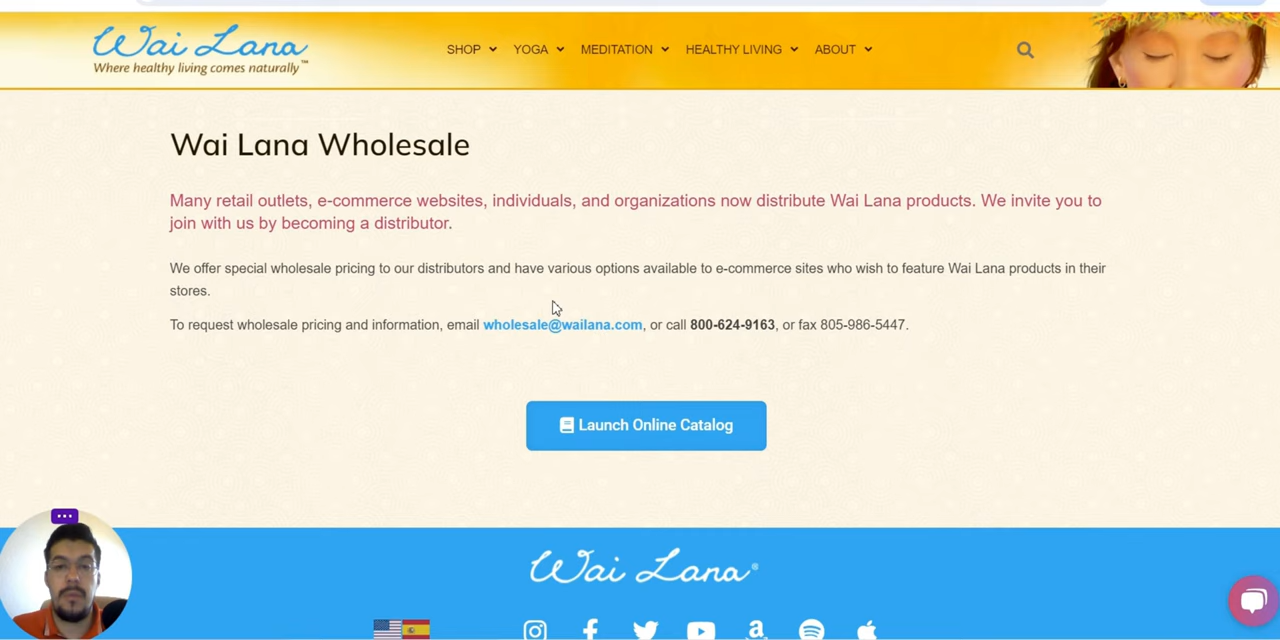 Wai Lana
Where healthy living comes naturally™
SHOP
YOGA
MEDITATION
HEALTHY LIVING
ABOUT
Wai Lana Wholesale
Many retail outlets, e-commerce websites, individuals, and organizations now distribute Wai Lana products. We invite you to
join with us by becoming a distributor.
We offer special wholesale pricing to our distributors and have various options available to e-commerce sites who wish to feature Wai Lana products in their
stores.
To request wholesale pricing and information, email wholesale@wailana.com, or call 800-624-9163, or fax 805-986-5447.
Launch Online Catalog
Wai Lana®